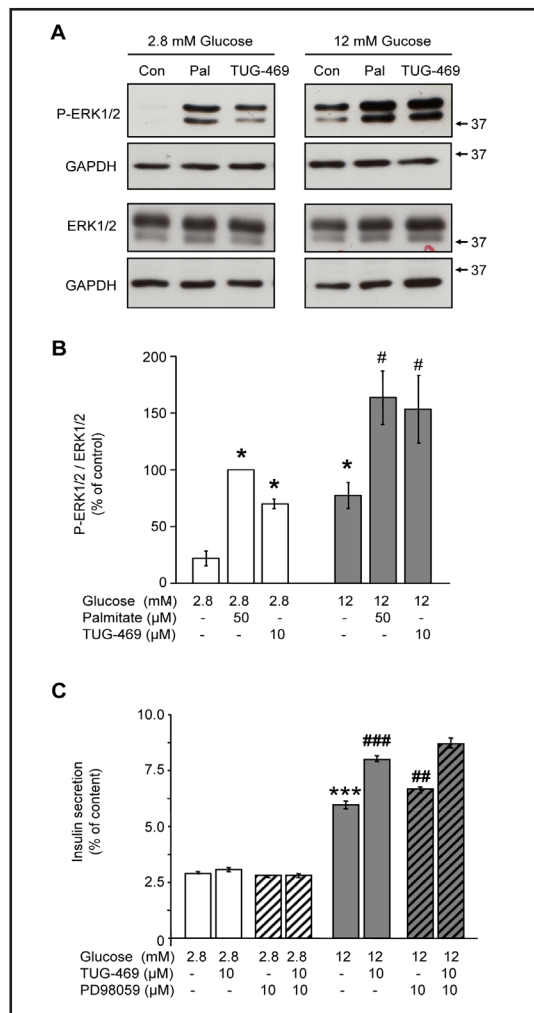 A
2.8 mM Glucose 12 mM Gucose
Con Pal TUG-469 Con Pal TUG-469
P-ERK1/2 37
GAPDH 37
ERK1/2 37
GAPDH 37
B
P-ERK1/2 / ERK1/2
(% of control)
200
150
100
50
0
* * * # #
Glucose (mM) 2.8 2.8 2.8 12 12 12
Palmitate (µM) - 50 - - 50 -
TUG-469 (µM) - - 10 - - 10
C
Insulin secretion
(% of content)
10.0
7.5
5.0
2.5
0
*** ### ##
Glucose (mM) 2.8 2.8 2.8 2.8 12 12 12 12
TUG-469 (µM) - 10 - 10 - 10 - 10
PD98059 (µM) - - 10 10 - - 10 10